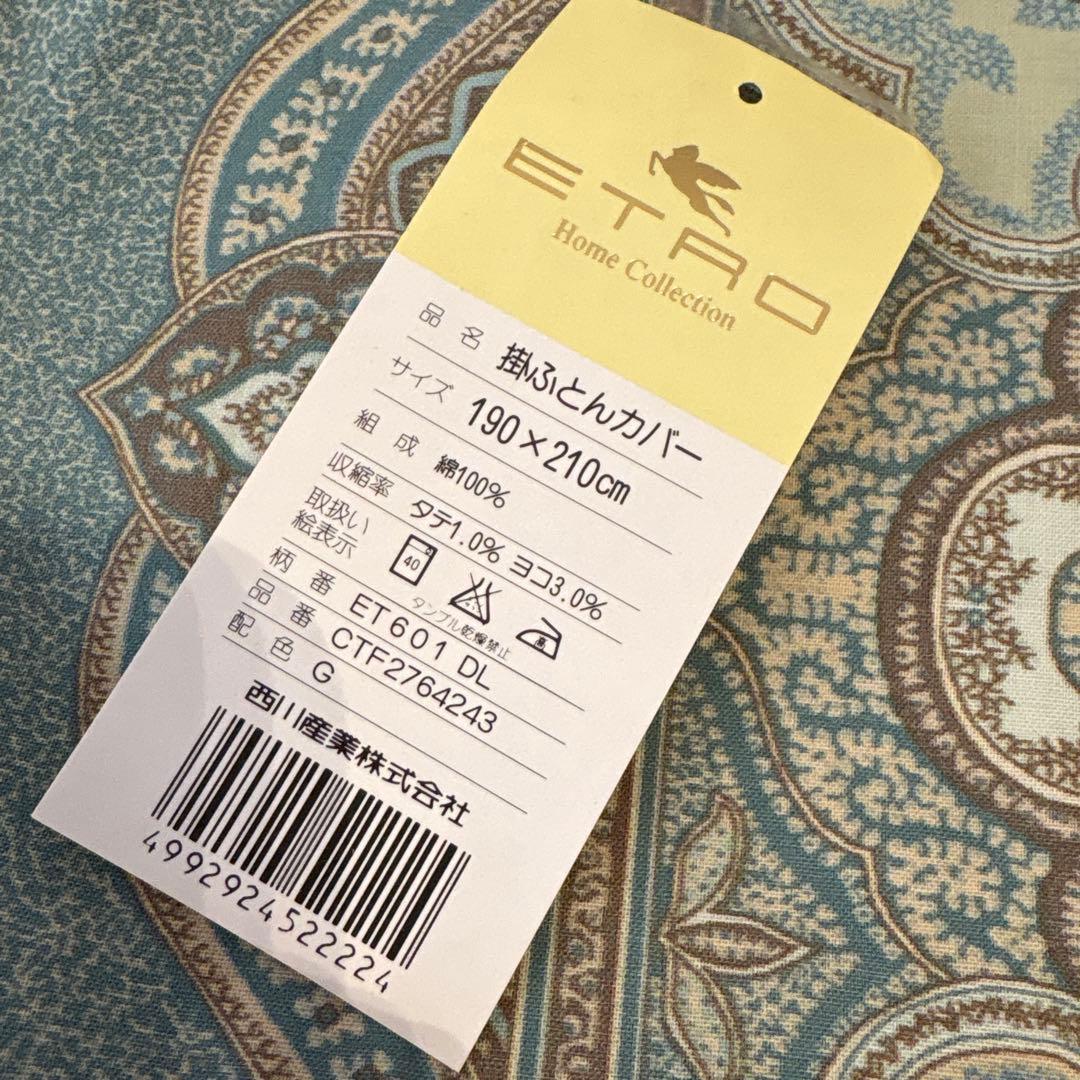 ETRO
Home Collection
品名 掛ふとんカバー
サイズ 190×210cm
組成 綿100%
収縮率 タテ1.0% ヨコ3.0%
取扱い
絵表示
40
タンブル乾燥禁止
高
柄番 ET601 DL
品番 CTF2764243
配色 G
西川産業株式会社
4992924522224